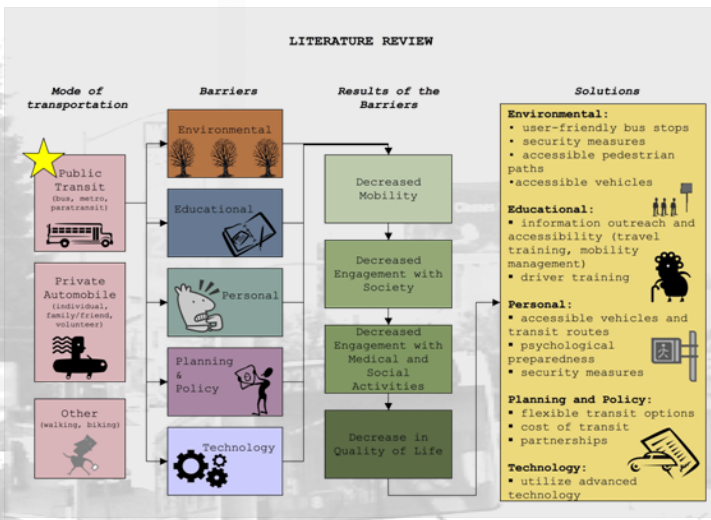 LITERATURE REVIEW
Mode of
transportation
Barriers
Results of the
Barriers
Solutions
Public
Transit
(bus, metro,
paratransit)
Private
Automobile
(individual,
family/friend,
volunteer)
Other
(walking, biking)
Environmental
Educational
Personal
Planning
&
Policy
Technology
Decreased
Mobility
Decreased
Engagement with
Society
Decreased
Engagement with
Medical and
Social
Activities
Decrease in
Quality of Life
Environmental:
• user-friendly bus stops
• security measures
• accessible pedestrian
paths
•accessible vehicles
Educational:
▪ information outreach and
accessibility (travel
training, mobility
management)
▪ driver training
Personal:
▪ accessible vehicles and
transit routes
▪ psychological
preparedness
▪ security measures
Planning and Policy:
▪ flexible transit options
▪ cost of transit
▪ partnerships
Technology:
▪ utilize advanced
technology